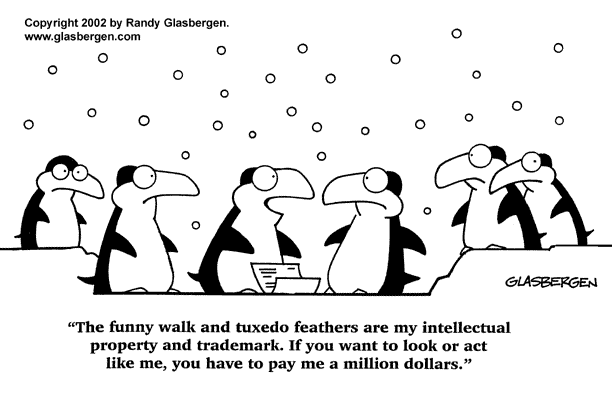 Copyright 2002 by Randy Glasbergen.
www.glasbergen.com
GLASBERGEN
“The funny walk and tuxedo feathers are my intellectual
property and trademark. If you want to look or act
like me, you have to pay me a million dollars.”